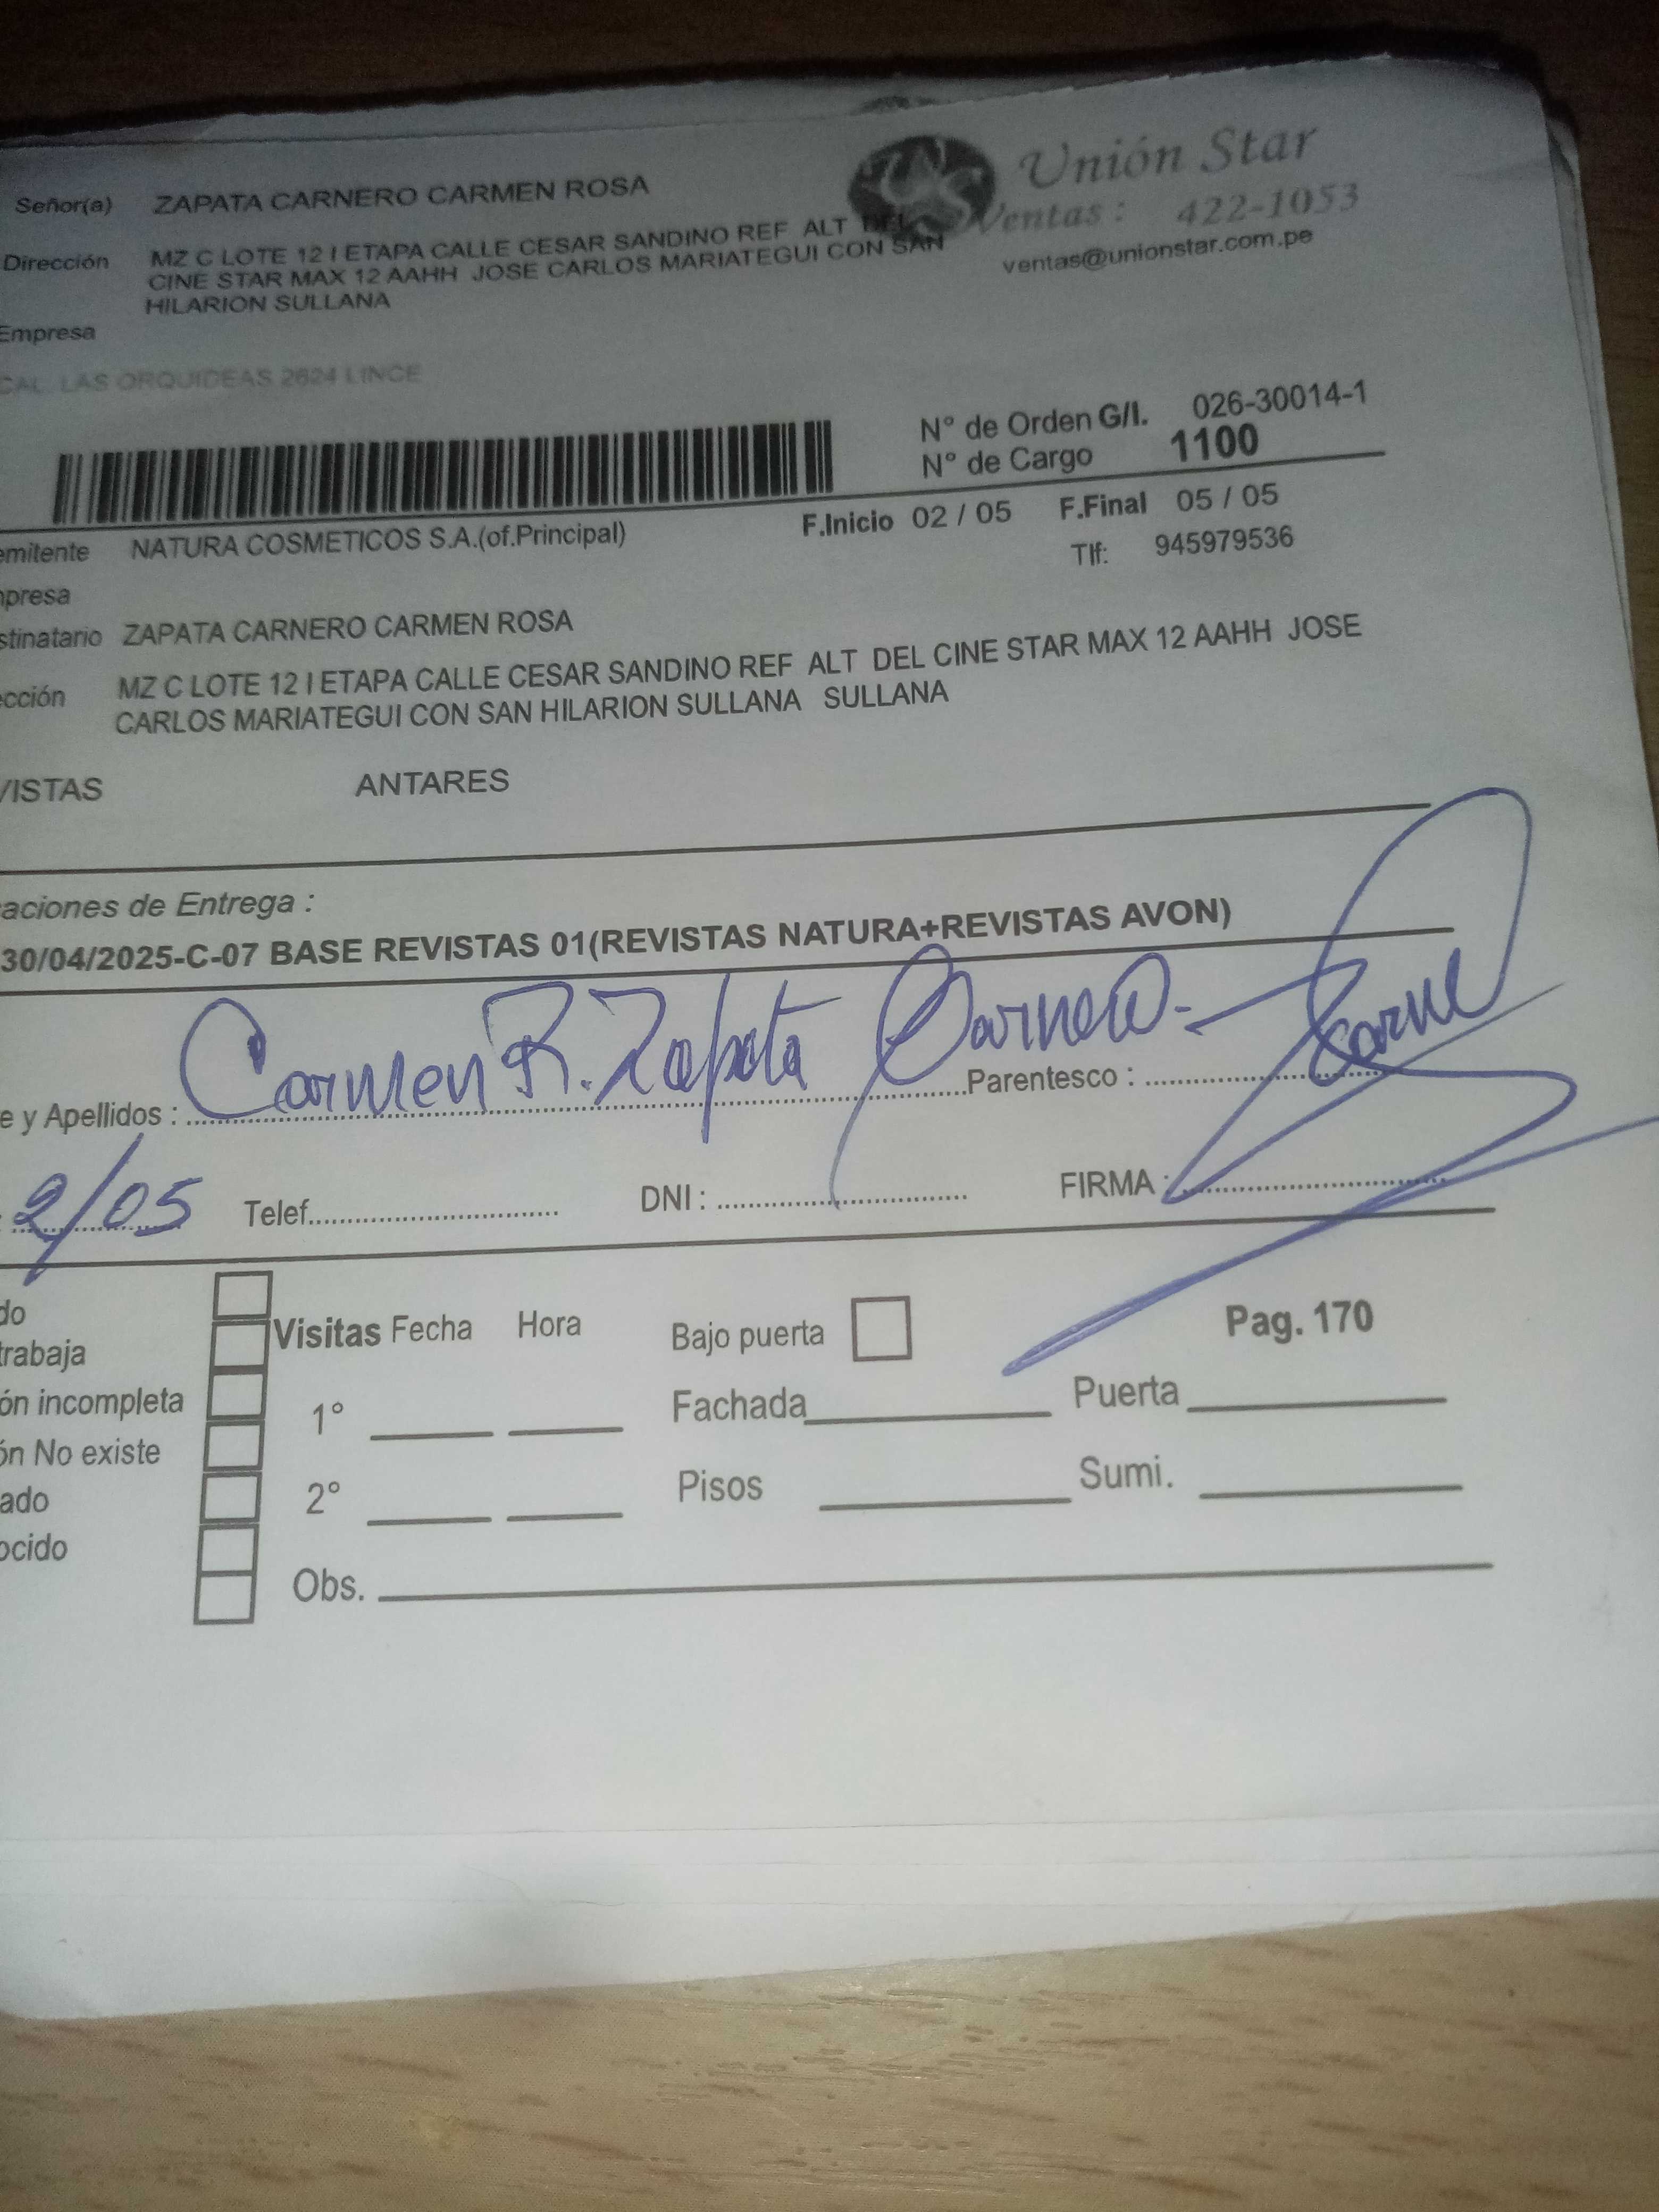 Unión Star
Ventas: 422-1053
ventas@unionstar.com.pe
Señor(a) ZAPATA CARNERO CARMEN ROSA
Dirección MZ C LOTE 12 I ETAPA CALLE CESAR SANDINO REF ALT DEL
CINE STAR MAX 12 AAHH JOSE CARLOS MARIATEGUI CON SAN
HILARION SULLANA
Empresa
CAL. LAS ORQUIDEAS 2624 LINCE
N° de Orden G/I. 026-30014-1
N° de Cargo 1100
F.Inicio 02 / 05 F.Final 05 / 05
emitente NATURA COSMETICOS S.A.(of.Principal) Tlf: 945979536
mpresa
stinatario ZAPATA CARNERO CARMEN ROSA
ección MZ C LOTE 12 I ETAPA CALLE CESAR SANDINO REF ALT DEL CINE STAR MAX 12 AAHH JOSE
CARLOS MARIATEGUI CON SAN HILARION SULLANA SULLANA
VISTAS ANTARES
aciones de Entrega :
30/04/2025-C-07 BASE REVISTAS 01(REVISTAS NATURA+REVISTAS AVON)
e y Apellidos : Carmen R. Zapata Carnero Parentesco :
2/05 Telef. DNI : FIRMA :
do
Visitas Fecha Hora Bajo puerta Pag. 170
trabaja
ón incompleta 1° Fachada Puerta
ón No existe
ado 2° Pisos Sumi.
ocido
Obs.